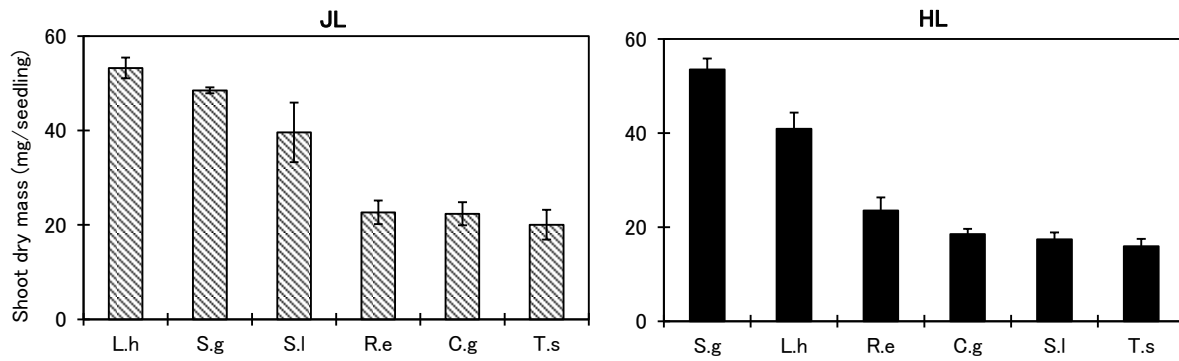 JL
Shoot dry mass (mg/seedling)
60
40
20
0
L.h S.g S.l R.e C.g T.s
HL
60
40
20
0
S.g L.h R.e C.g S.l T.s